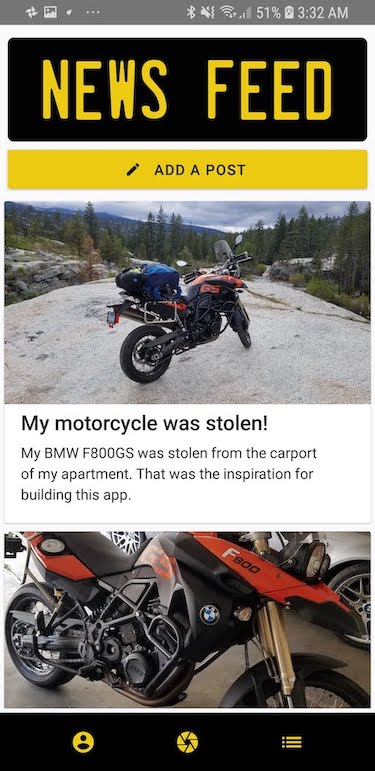 51% 3:32 AM
NEWS FEED
ADD A POST
GS
My motorcycle was stolen!
My BMW F800GS was stolen from the carport
of my apartment. That was the inspiration for
building this app.
F800